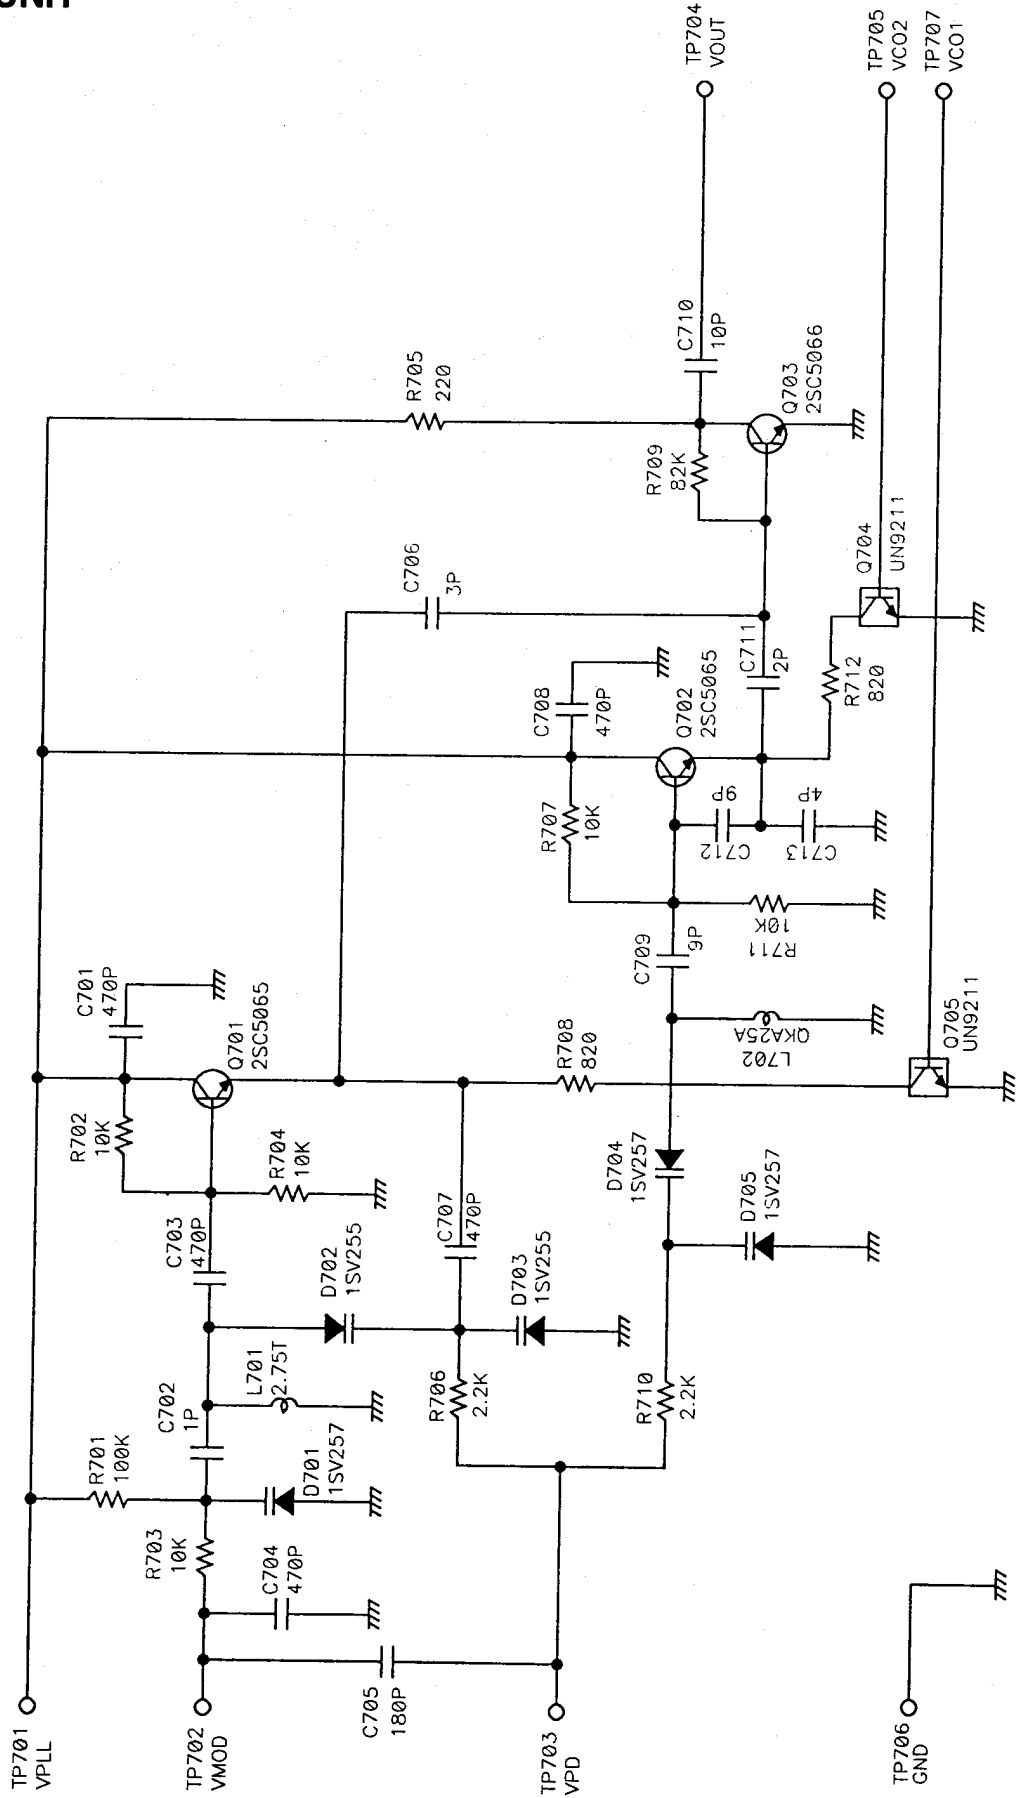 TP701
VPLL
TP702
VMOD
TP703
VPD
TP706
GND
TP704
VOUT
TP705
VCO2
TP707
VCO1
R701
100K
R703
10K
C704
470P
C705
180P
C702
1P
D701
1SV257
L701
2.75T
C703
470P
D702
1SV255
R706
2.2K
R710
2.2K
D703
1SV255
C707
470P
R702
10K
R704
10K
C701
470P
Q701
2SC5065
D704
1SV257
D705
1SV257
R708
820
L702
QKA25A
Q705
UN9211
C709
9P
R711
10K
R707
10K
C712
9P
C713
4P
C708
470P
Q702
2SC5065
C711
2P
R712
820
C706
3P
Q704
UN9211
R705
220
R709
82K
C710
10P
Q703
2SC5066